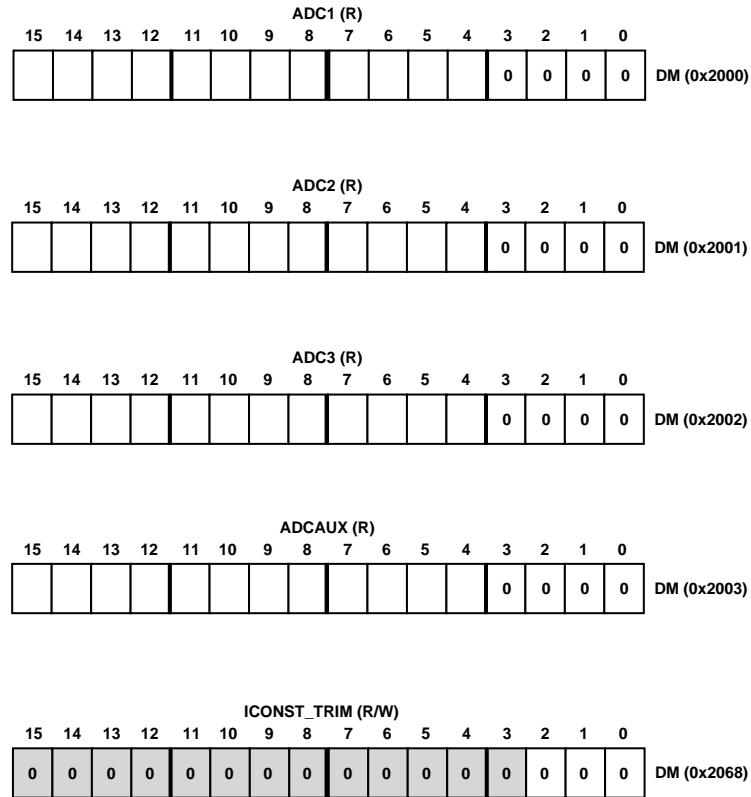 ADC1 (R)
15 14 13 12 11 10 9 8 7 6 5 4 3 2 1 0
0 0 0 0 DM (0x2000)
ADC2 (R)
15 14 13 12 11 10 9 8 7 6 5 4 3 2 1 0
0 0 0 0 DM (0x2001)
ADC3 (R)
15 14 13 12 11 10 9 8 7 6 5 4 3 2 1 0
0 0 0 0 DM (0x2002)
ADCAUX (R)
15 14 13 12 11 10 9 8 7 6 5 4 3 2 1 0
0 0 0 0 DM (0x2003)
ICONST_TRIM (R/W)
15 14 13 12 11 10 9 8 7 6 5 4 3 2 1 0
0 0 0 0 0 0 0 0 0 0 0 0 0 0 0 0 DM (0x2068)